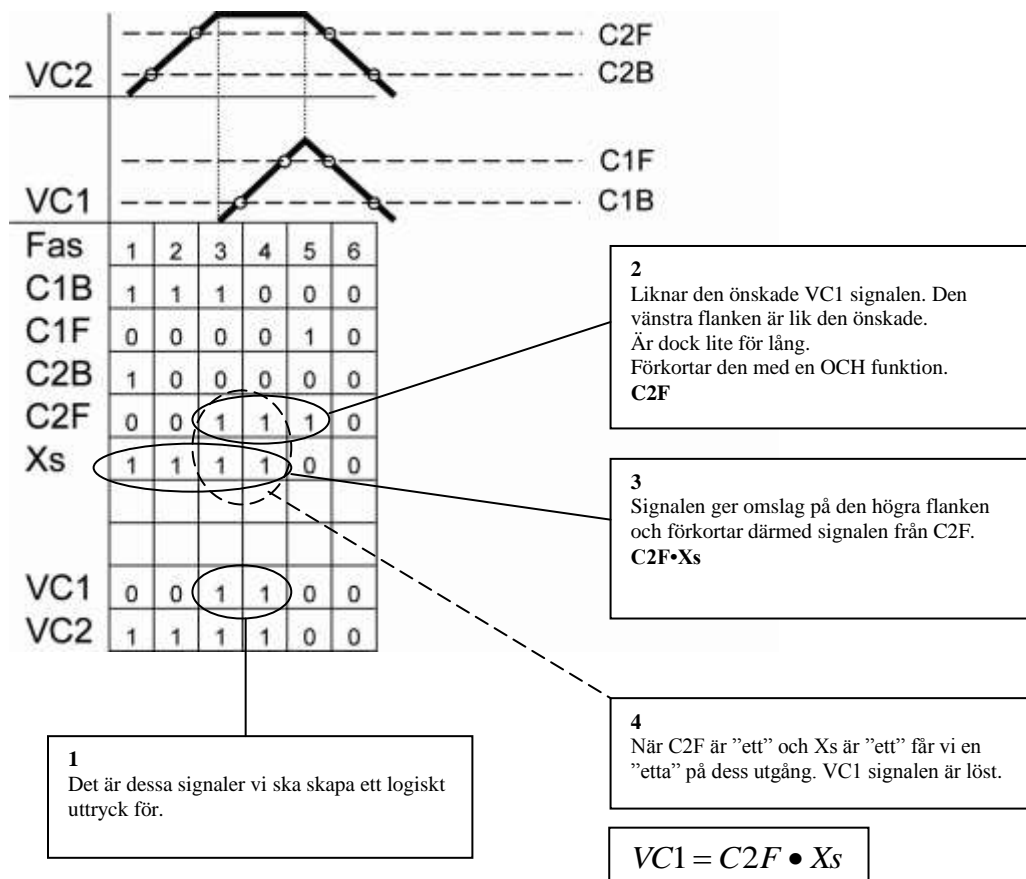 C2F
VC2
C2B
C1F
VC1
C1B
Fas 1 2 3 4 5 6
C1B 1 1 1 0 0 0
C1F 0 0 0 0 1 0
C2B 1 0 0 0 0 0
C2F 0 0 1 1 1 0
Xs 1 1 1 1 0 0
VC1 0 0 1 1 0 0
VC2 1 1 1 1 0 0
2
Liknar den önskade VC1 signalen. Den
vänstra flanken är lik den önskade.
Är dock lite för lång.
Förkortar den med en OCH funktion.
C2F
3
Signalen ger omslag på den högra flanken
och förkortar därmed signalen från C2F.
C2F•Xs
4
När C2F är ”ett” och Xs är ”ett” får vi en
”etta” på dess utgång. VC1 signalen är löst.
1
Det är dessa signaler vi ska skapa ett logiskt
uttryck för.
VC1 = C2F • Xs